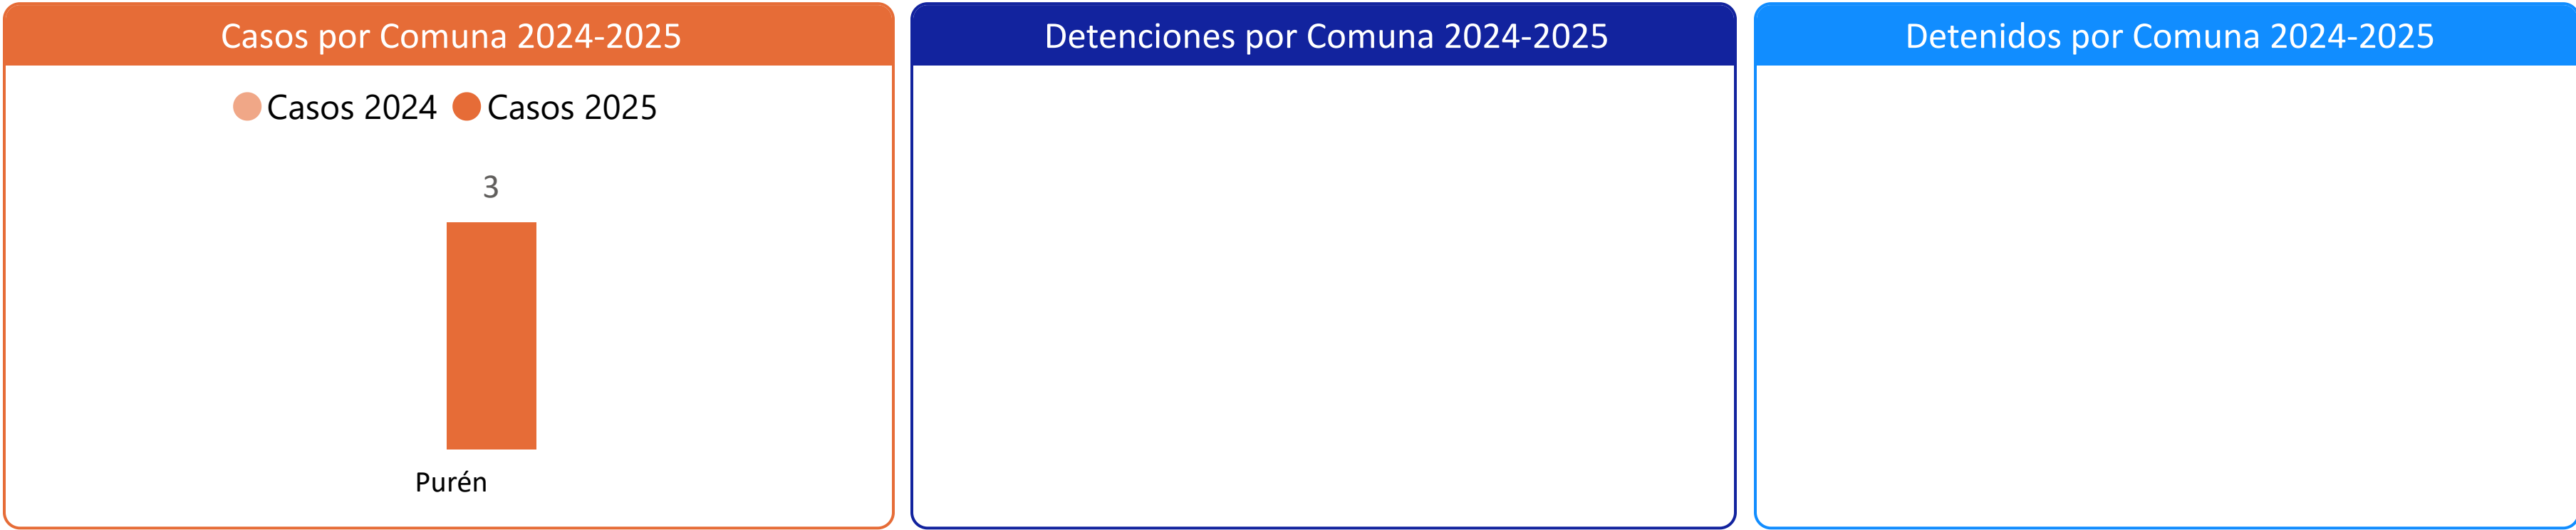 Casos por Comuna 2024-2025
Casos 2024 Casos 2025
3
Purén
Detenciones por Comuna 2024-2025
Detenidos por Comuna 2024-2025